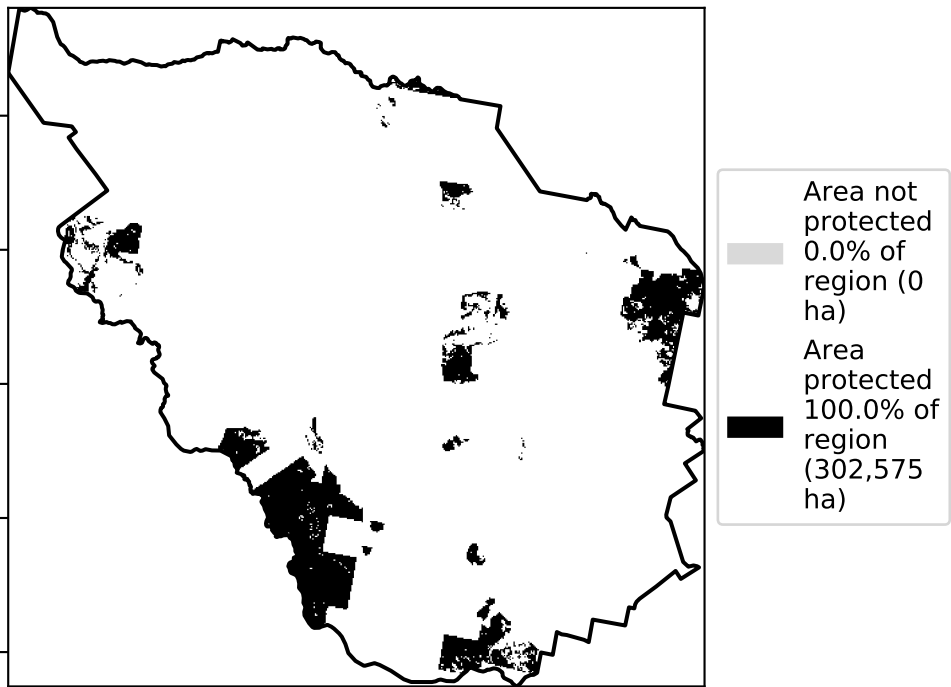 Area not
protected
0.0% of
region (0
ha)
Area
protected
100.0% of
region
(302,575
ha)